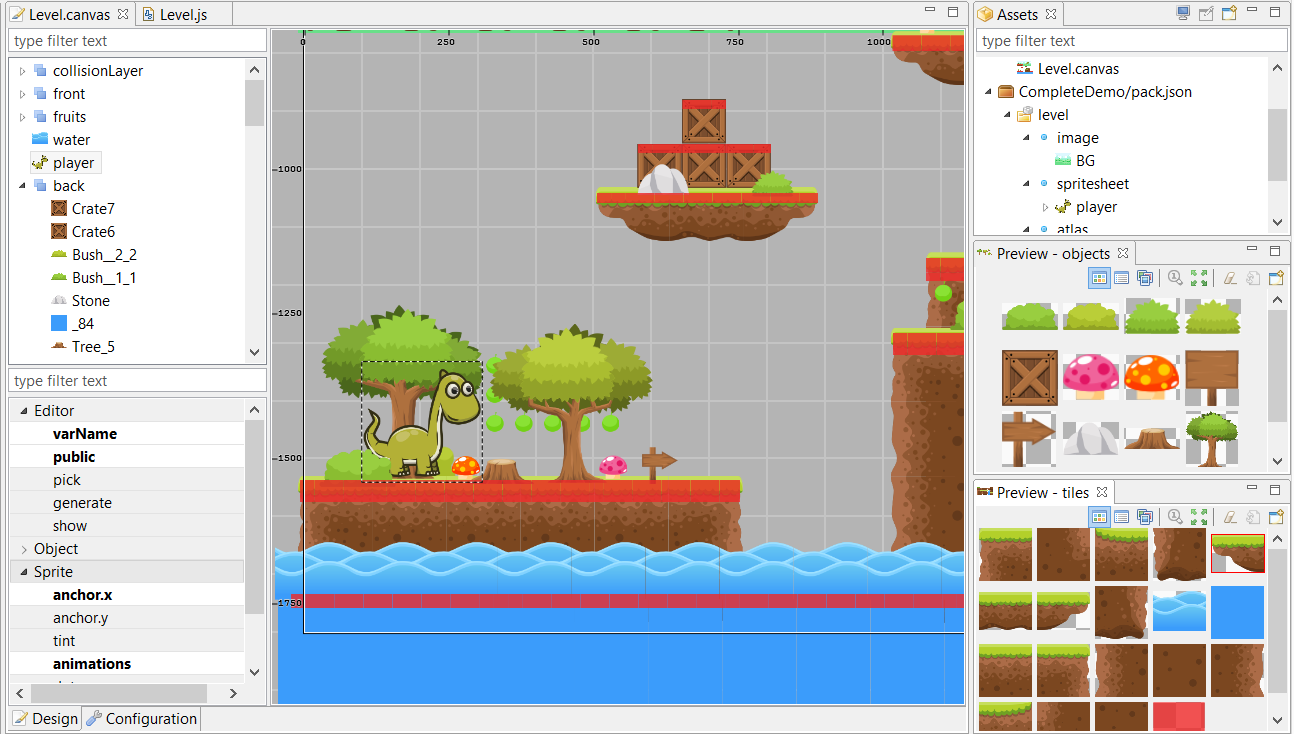 Level.canvas
Level.js
type filter text
collisionLayer
front
fruits
water
player
back
Crate7
Crate6
Bush__2_2
Bush__1_1
Stone
_84
Tree_5
type filter text
Editor
varName
public
pick
generate
show
Object
Sprite
anchor.x
anchor.y
tint
animations
Design
Configuration
0
250
500
750
1000
1000
1250
1500
1750
Assets
type filter text
Level.canvas
CompleteDemo/pack.json
level
image
BG
spritesheet
player
atlas
Preview - objects
Preview - tiles